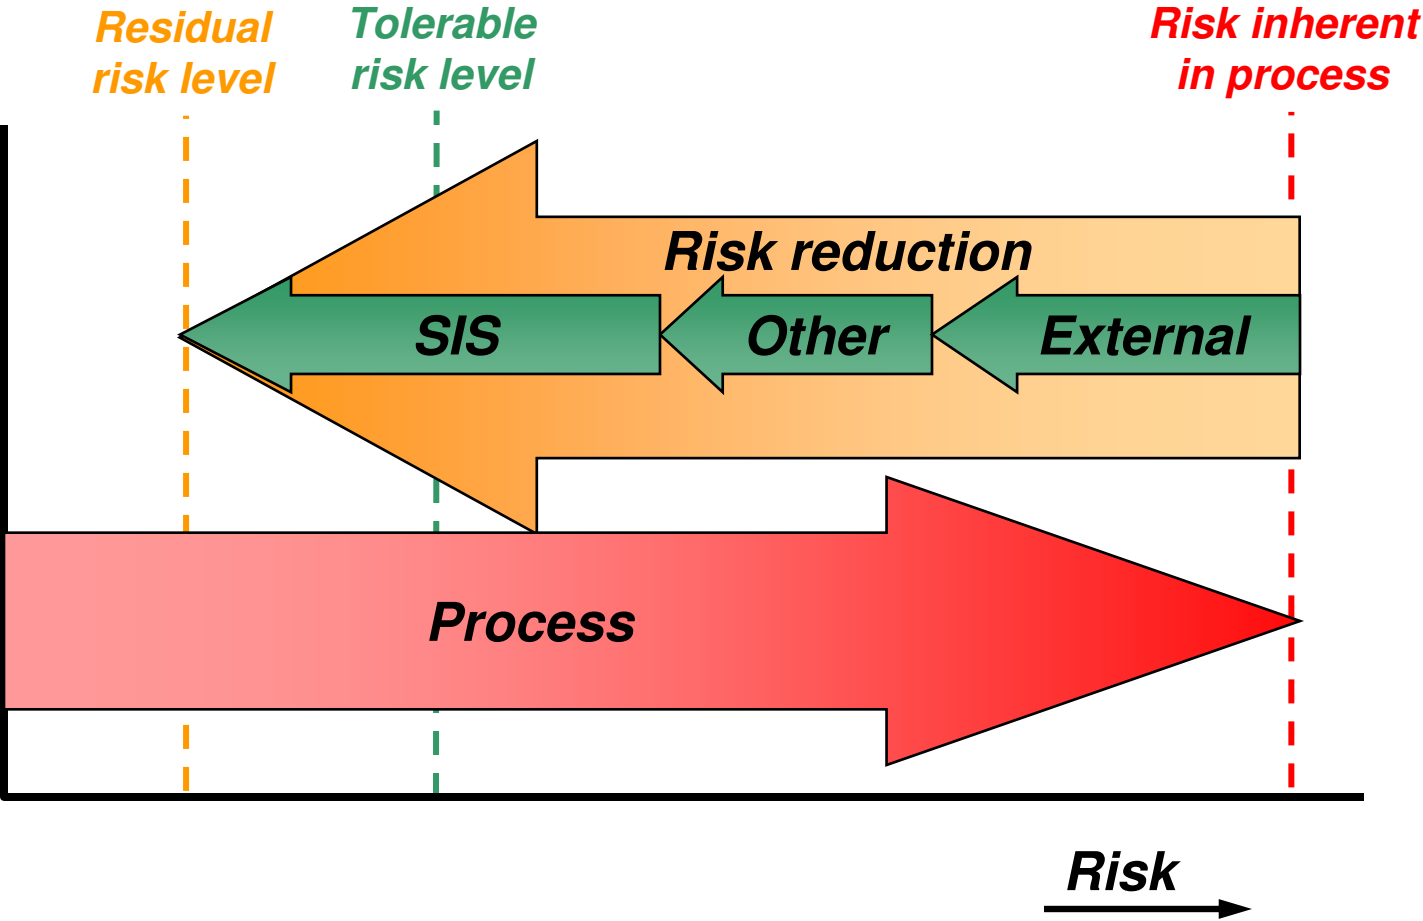 Residual
risk level
Tolerable
risk level
Risk inherent
in process
Risk reduction
SIS
Other
External
Process
Risk